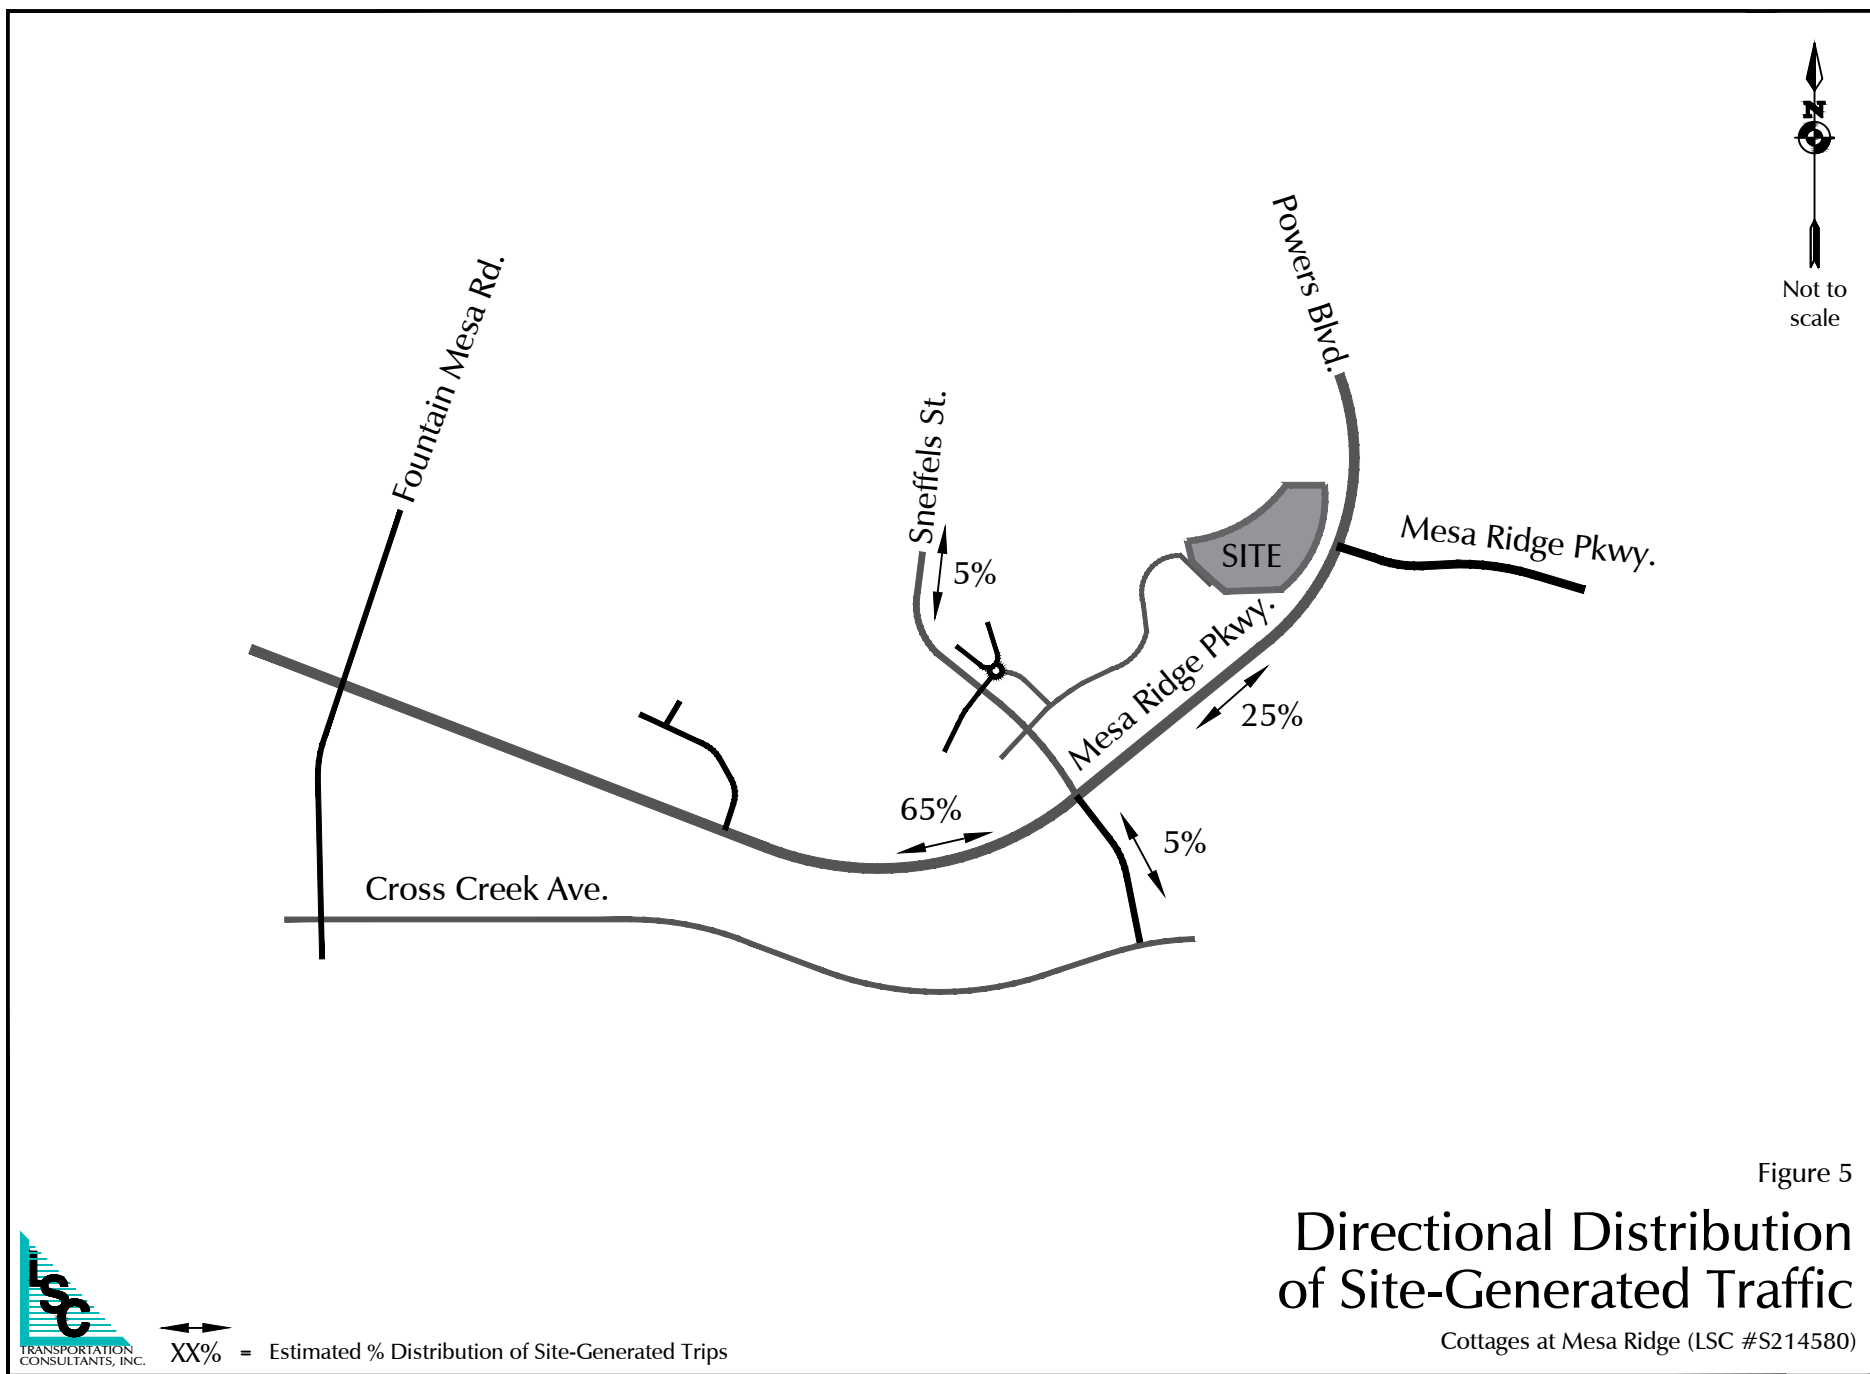 N
Not to
scale
Powers Blvd.
Fountain Mesa Rd.
Sneffels St.
5%
SITE
Mesa Ridge Pkwy.
Mesa Ridge Pkwy.
25%
65%
5%
Cross Creek Ave.
Figure 5
Directional Distribution
of Site-Generated Traffic
Cottages at Mesa Ridge (LSC #S214580)
LSC
TRANSPORTATION
CONSULTANTS, INC.
XX% = Estimated % Distribution of Site-Generated Trips